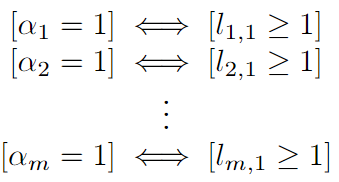 [α₁ = 1] ⟺ [l₁,₁ ≥ 1]
[α₂ = 1] ⟺ [l₂,₁ ≥ 1]
⋮
[αₘ = 1] ⟺ [lₘ,₁ ≥ 1]